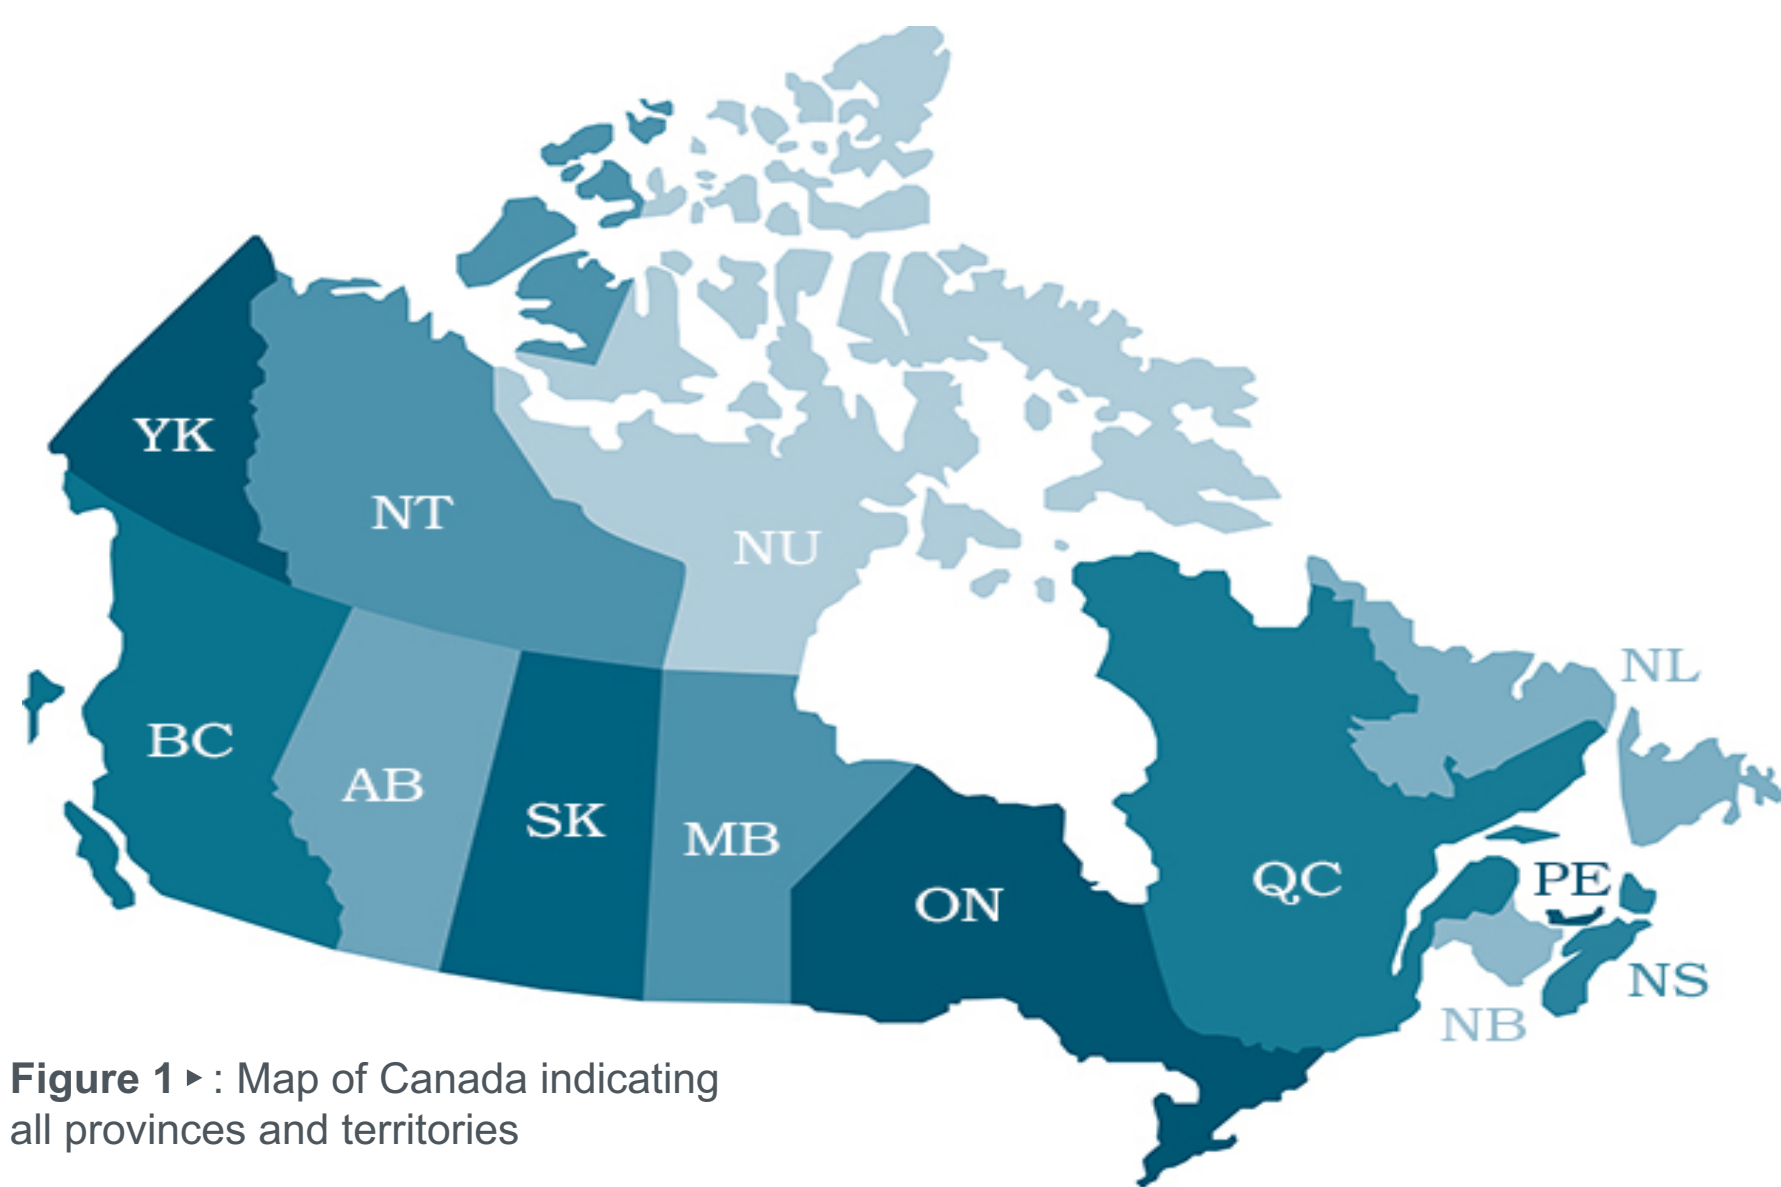 YK
NT
NU
NL
BC
AB
SK
MB
QC
PE
ON
NS
NB
Figure 1 ▸ : Map of Canada indicating
all provinces and territories